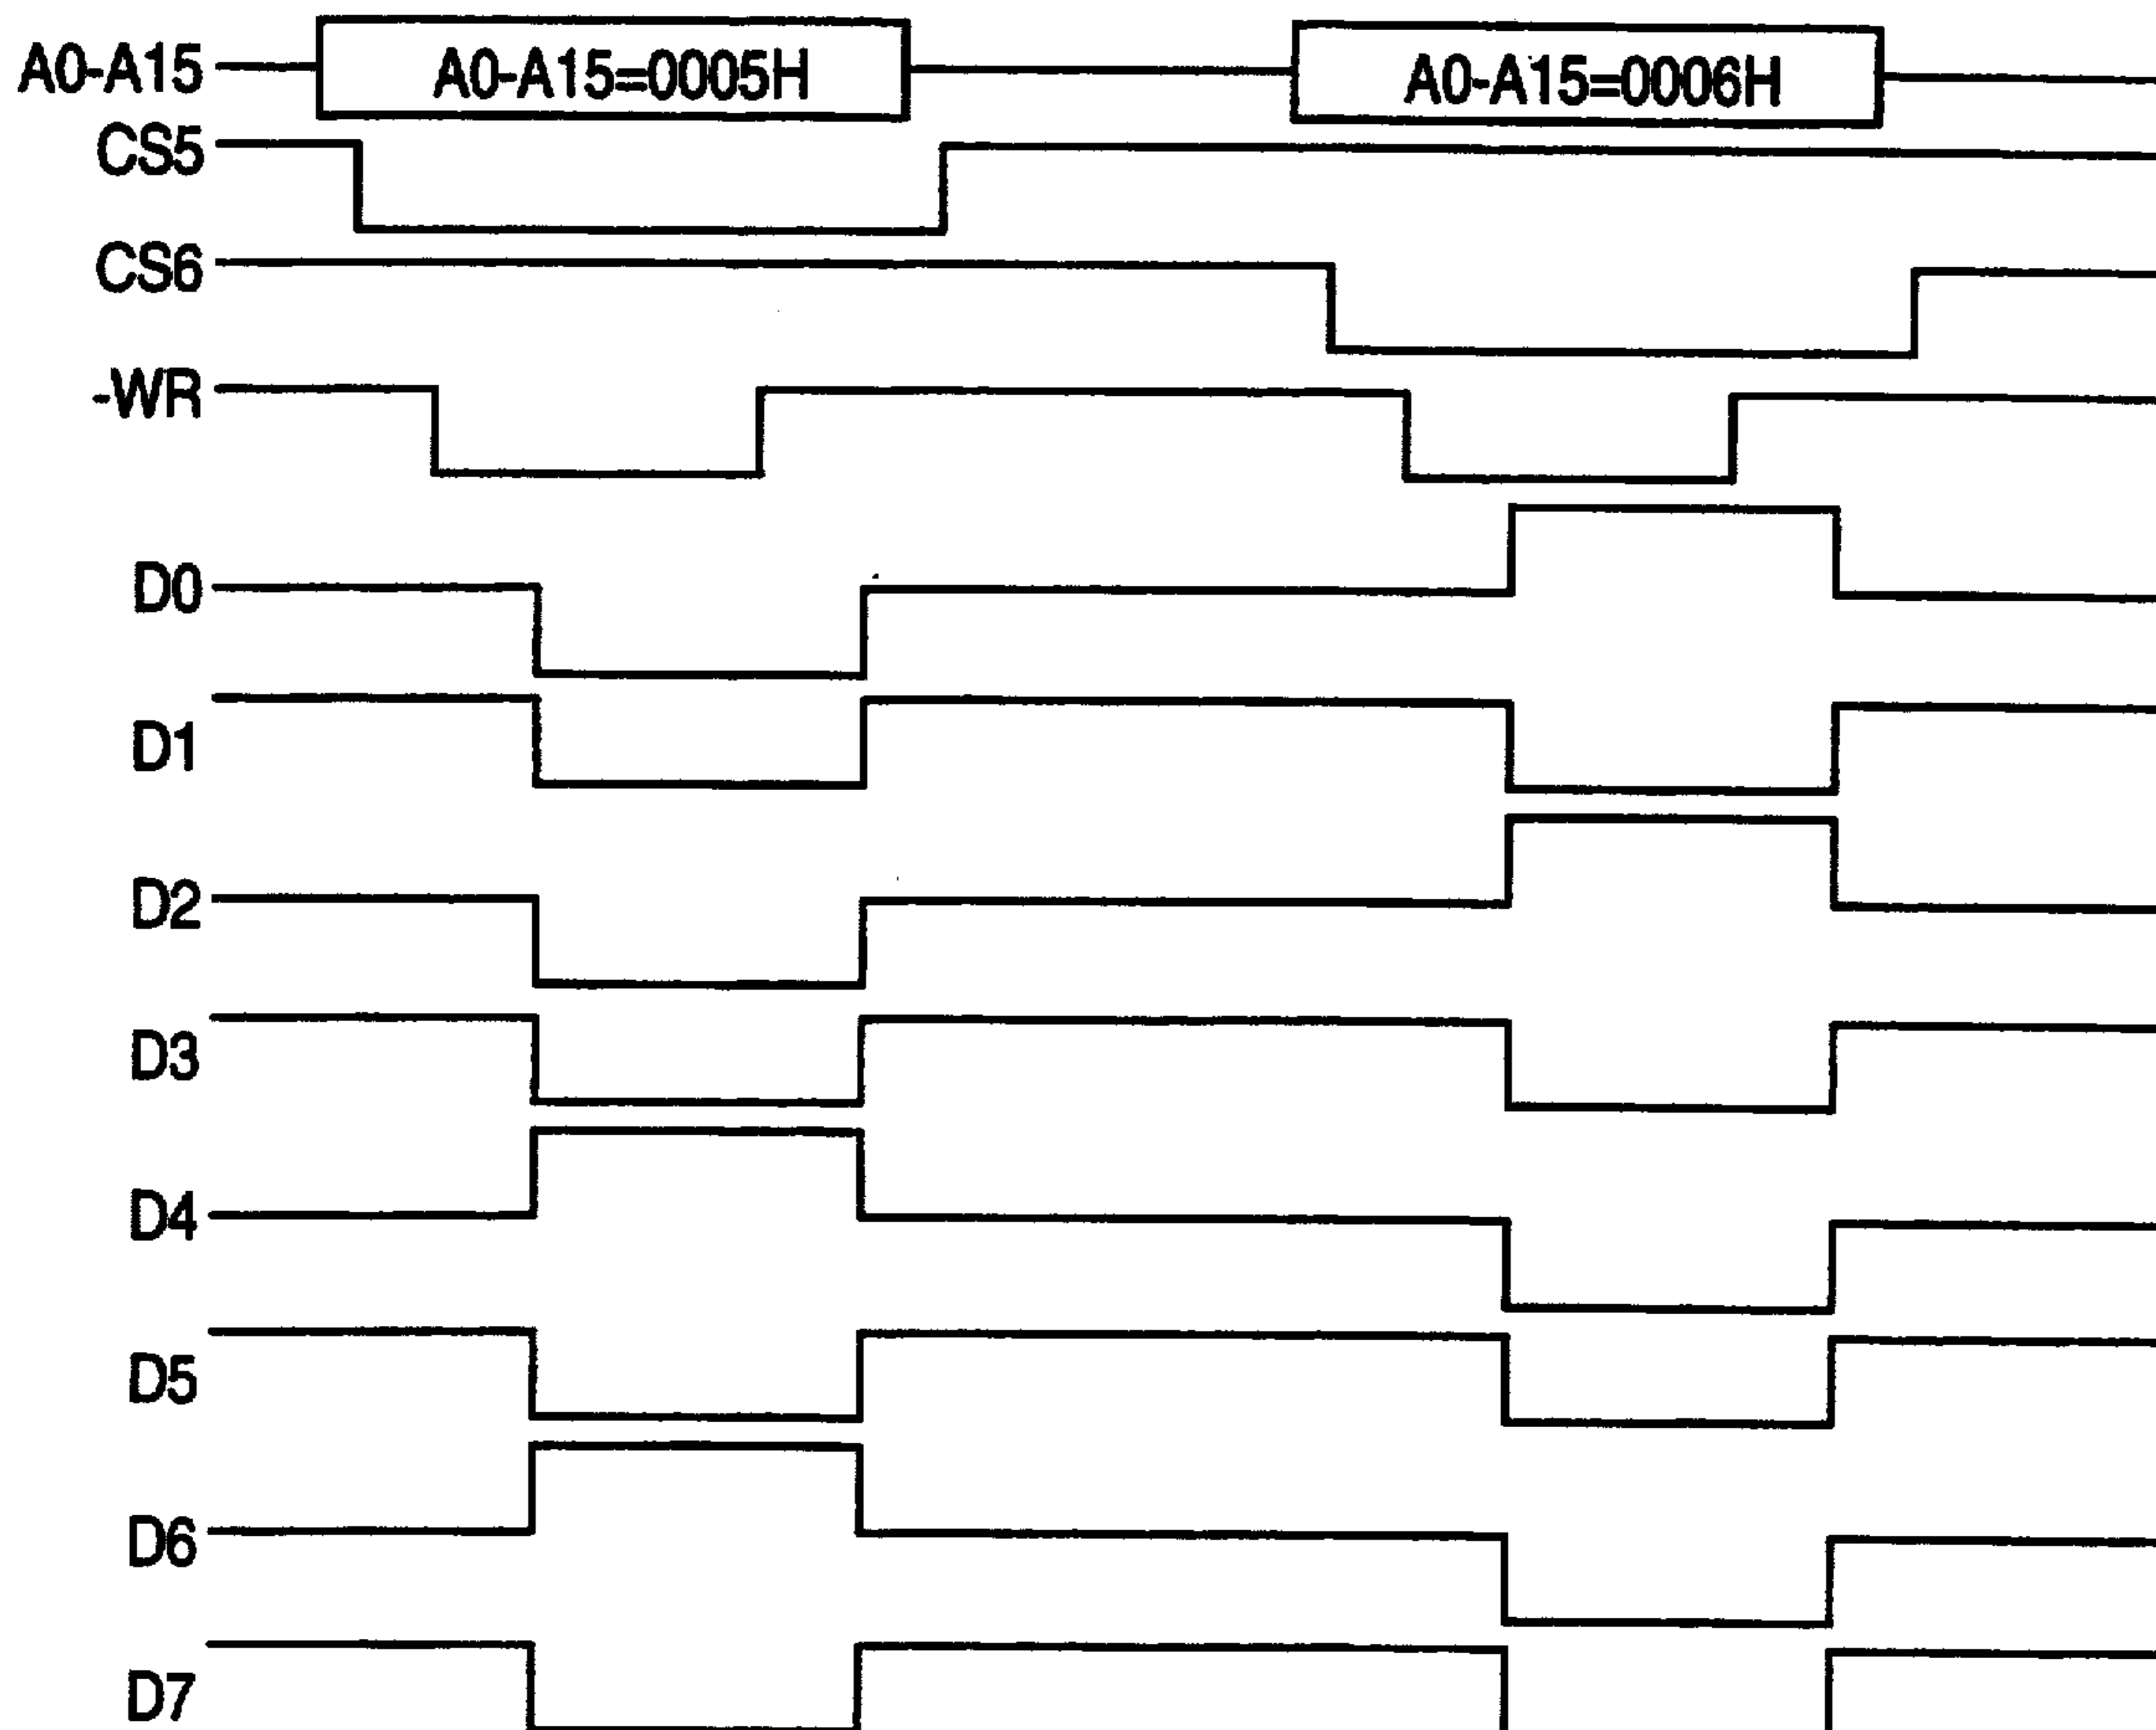 A0-A15 A0-A15=0005H A0-A15=0006H
CS5
CS6
-WR
D0
D1
D2
D3
D4
D5
D6
D7